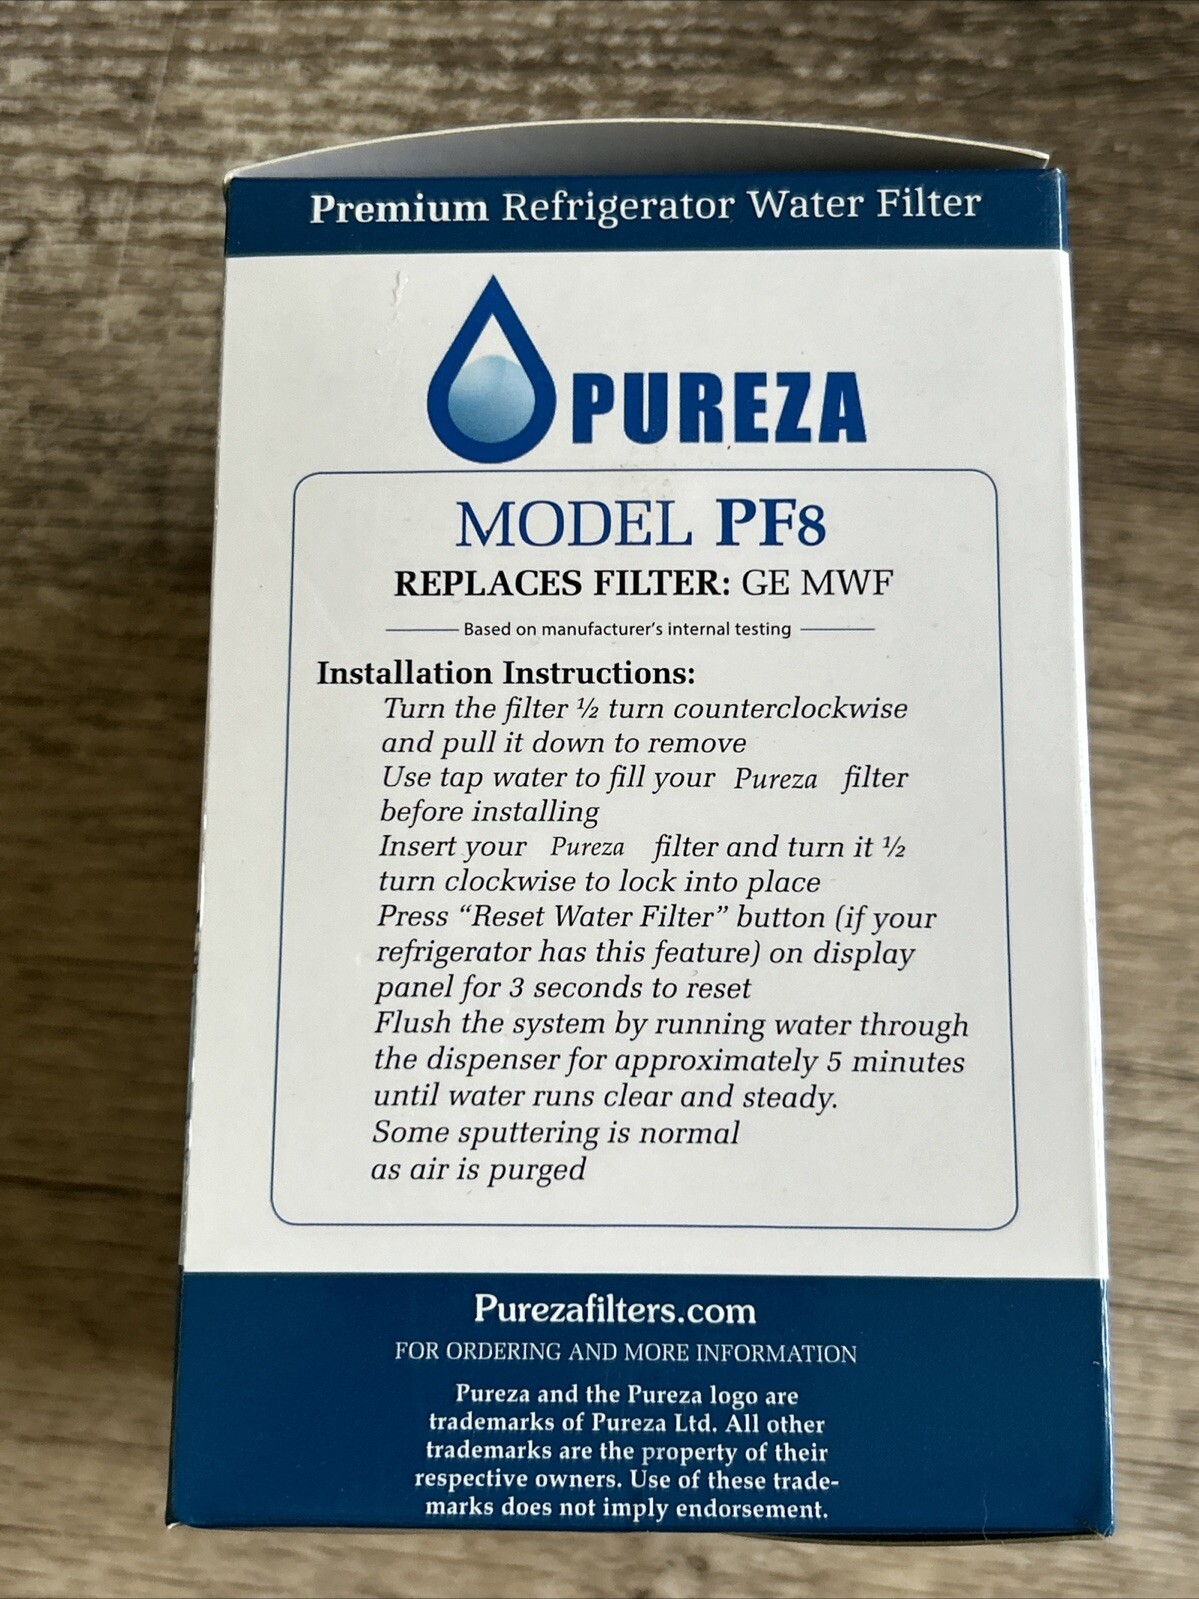 Premium Refrigerator Water Filter
PUREZA
MODEL PF8
REPLACES FILTER: GE MWF
Based on manufacturer's internal testing
Installation Instructions:
Turn the filter ½ turn counterclockwise
and pull it down to remove
Use tap water to fill your Pureza filter
before installing
Insert your Pureza filter and turn it ½
turn clockwise to lock into place
Press “Reset Water Filter” button (if your
refrigerator has this feature) on display
panel for 3 seconds to reset
Flush the system by running water through
the dispenser for approximately 5 minutes
until water runs clear and steady.
Some sputtering is normal
as air is purged
Purezafilters.com
FOR ORDERING AND MORE INFORMATION
Pureza and the Pureza logo are
trademarks of Pureza Ltd. All other
trademarks are the property of their
respective owners. Use of these trade-
marks does not imply endorsement.